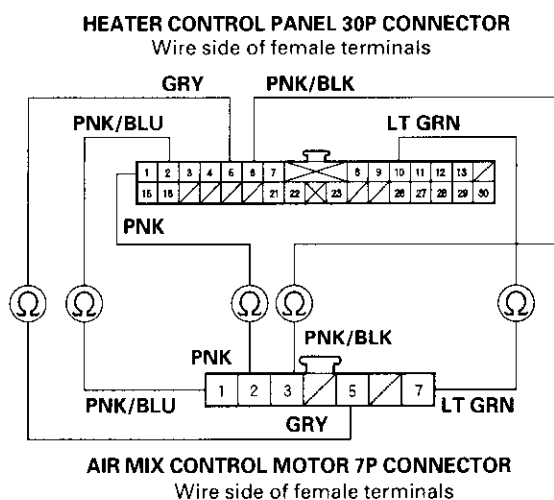 HEATER CONTROL PANEL 30P CONNECTOR
Wire side of female terminals
GRY PNK/BLK
PNK/BLU LT GRN
1 2 3 4 5 6 7 8 9 10 11 12 13
15 16 21 22 23 26 27 28 29 30
PNK
Ω Ω Ω Ω Ω
PNK/BLK
PNK
1 2 3 5 7
PNK/BLU LT GRN
GRY
AIR MIX CONTROL MOTOR 7P CONNECTOR
Wire side of female terminals